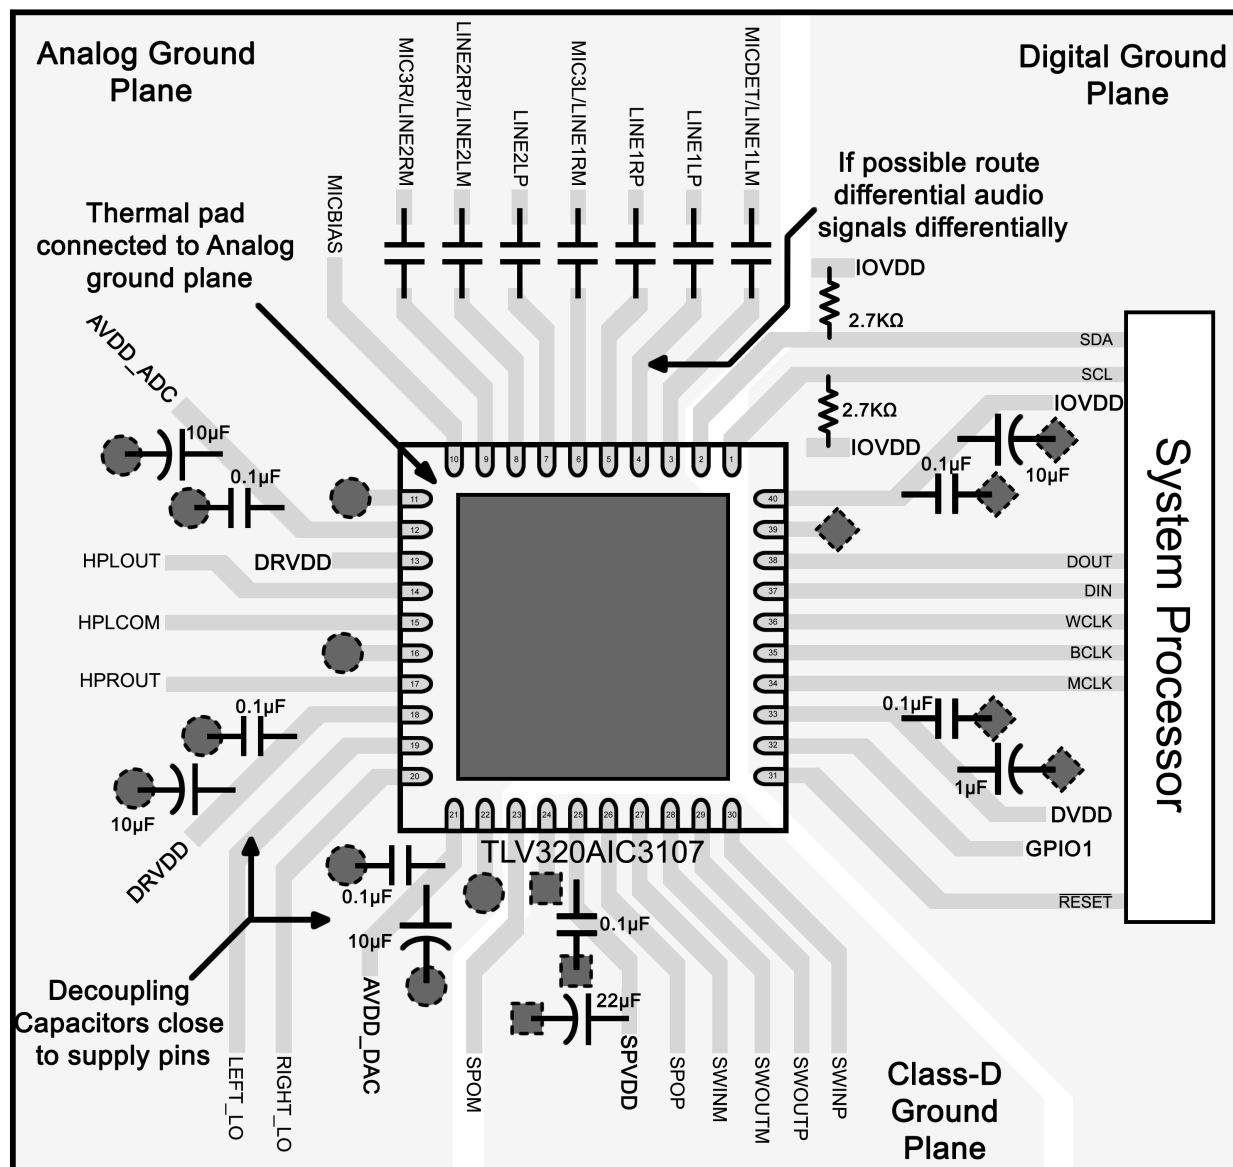 Analog Ground
Plane
Digital Ground
Plane
MICBIAS
MIC3R/LINE2RM
LINE2RP/LINE2LM
LINE2LP
MIC3L/LINE1RM
LINE1RP
LINE1LP
MICDET/LINE1LM
If possible route
differential audio
signals differentially
Thermal pad
connected to Analog
ground plane
IOVDD
2.7KΩ
SDA
SCL
2.7KΩ
IOVDD
IOVDD
0.1µF
10µF
AVDD_ADC
10µF
0.1µF
10
9
8
7
6
5
4
3
2
1
11
12
DRVDD
13
HPLOUT
14
HPLCOM
15
16
HPROUT
17
18
19
20
40
39
38
DOUT
37
DIN
36
WCLK
35
BCLK
34
MCLK
33
32
31
System Processor
0.1µF
1µF
DVDD
GPIO1
RESET
0.1µF
10µF
DRVDD
21
22
23
24
25
26
27
28
29
30
TLV320AIC3107
0.1µF
10µF
0.1µF
22µF
Decoupling
Capacitors close
to supply pins
LEFT_LO
RIGHT_LO
AVDD_DAC
SPOM
SPVDD
SPOP
SWINM
SWOUTM
SWOUTP
SWINP
Class-D
Ground
Plane